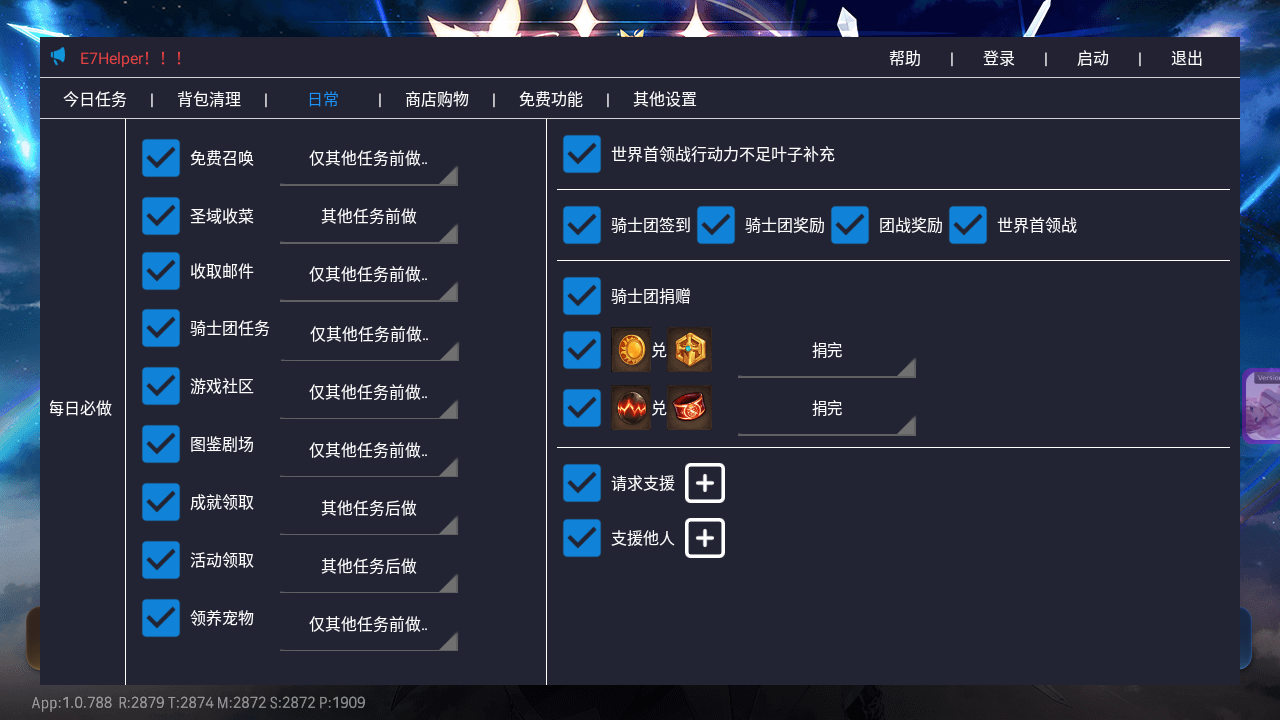 E7Helper！！！ 帮助 | 登录 | 启动 | 退出
今日任务 | 背包清理 | 日常 | 商店购物 | 免费功能 | 其他设置
每日必做
免费召唤 仅其他任务前做..
圣域收菜 其他任务前做
收取邮件 仅其他任务前做..
骑士团任务 仅其他任务前做..
游戏社区 仅其他任务前做..
图鉴剧场 仅其他任务前做..
成就领取 其他任务后做
活动领取 其他任务后做
领养宠物 仅其他任务前做..
世界首领战行动力不足叶子补充
骑士团签到 骑士团奖励 团战奖励 世界首领战
骑士团捐赠
兑 捐完
兑 捐完
请求支援
支援他人
Version
App:1.0.788 R:2879 T:2874 M:2872 S:2872 P:1909